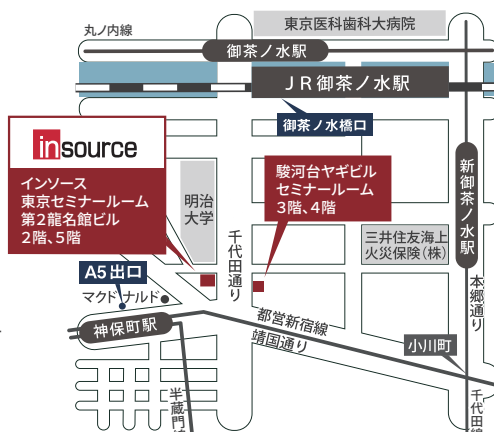 丸ノ内線
東京医科歯科大病院
御茶ノ水駅
JR御茶ノ水駅
御茶ノ水橋口
insource
インソース
東京セミナールーム
第2龍名館ビル
2階、5階
明治
大学
駿河台ヤギビル
セミナールーム
3階、4階
新御茶ノ水駅
千代田通り
三井住友海上
火災保険(株)
A5出口
マクドナルド
本郷通り
神保町駅
都営新宿線
靖国通り
小川町
半蔵門
千代田線